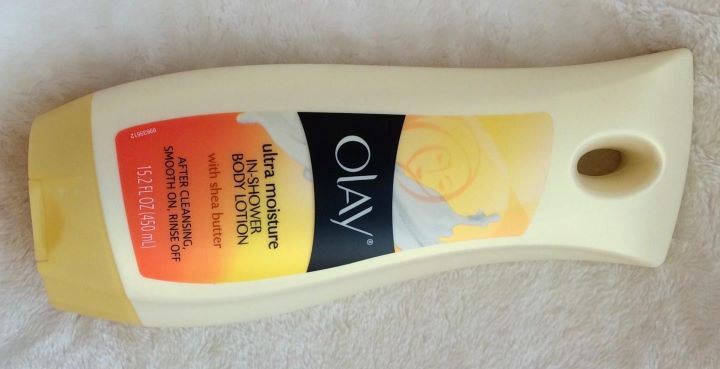 OLAY®
ultra moisture
IN-SHOWER
BODY LOTION
with shea butter
AFTER CLEANSING,
SMOOTH ON, RINSE OFF
15.2 FL OZ (450 mL)
99635612